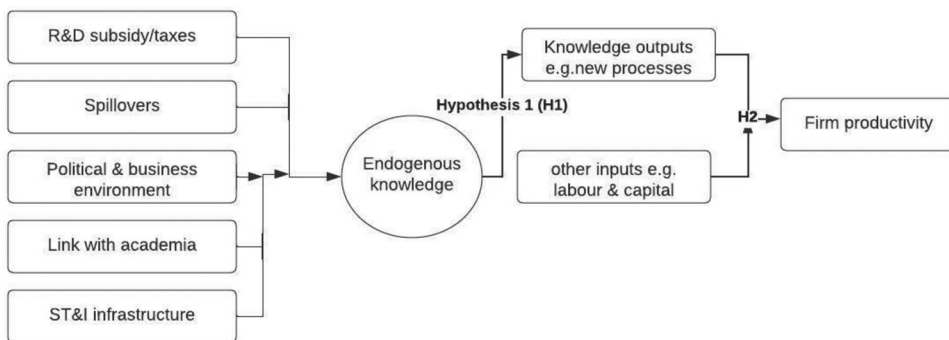 R&D subsidy/taxes
Spillovers
Political & business
environment
Link with academia
ST&I infrastructure
Endogenous
knowledge
Hypothesis 1 (H1)
Knowledge outputs
e.g.new processes
other inputs e.g.
labour & capital
H2
Firm productivity